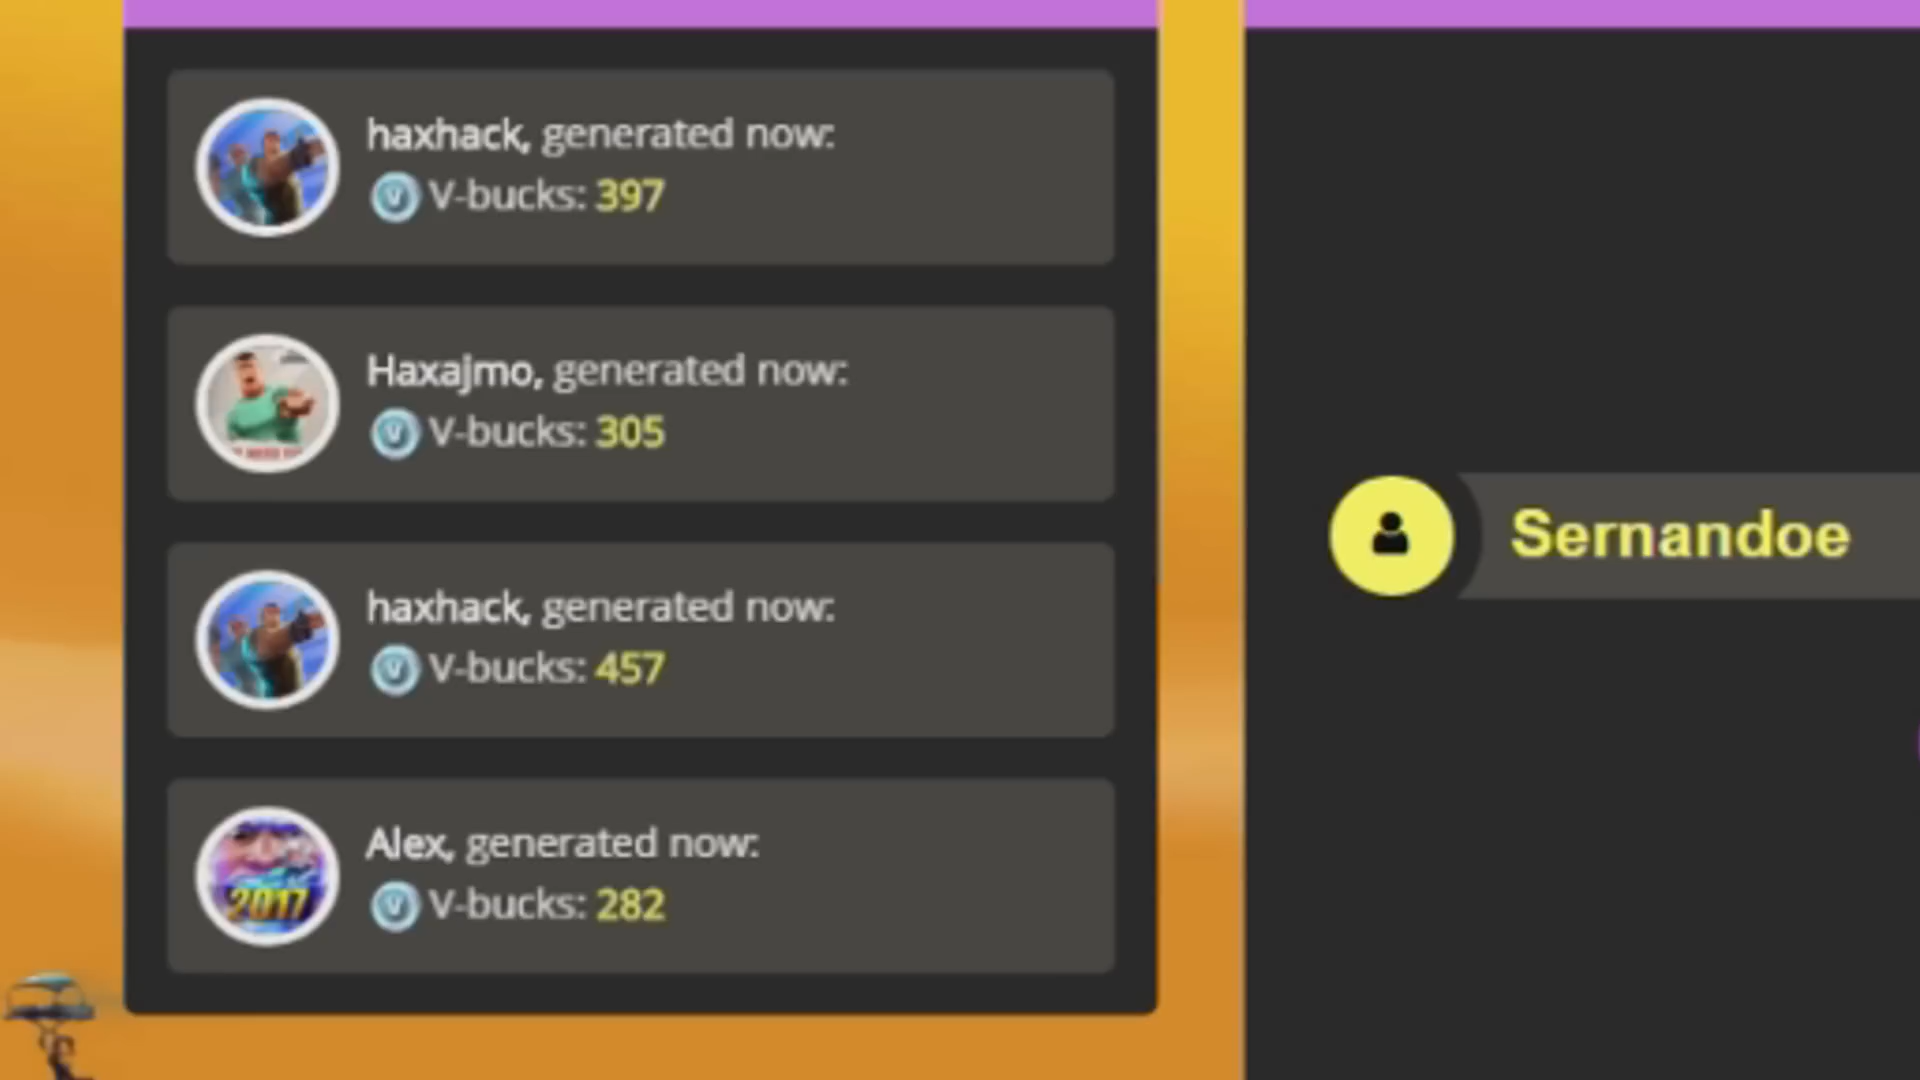 haxhack, generated now:
V-bucks: 397
Haxajmo, generated now:
V-bucks: 305
haxhack, generated now:
V-bucks: 457
Alex, generated now:
V-bucks: 282
2017
Sernandoe